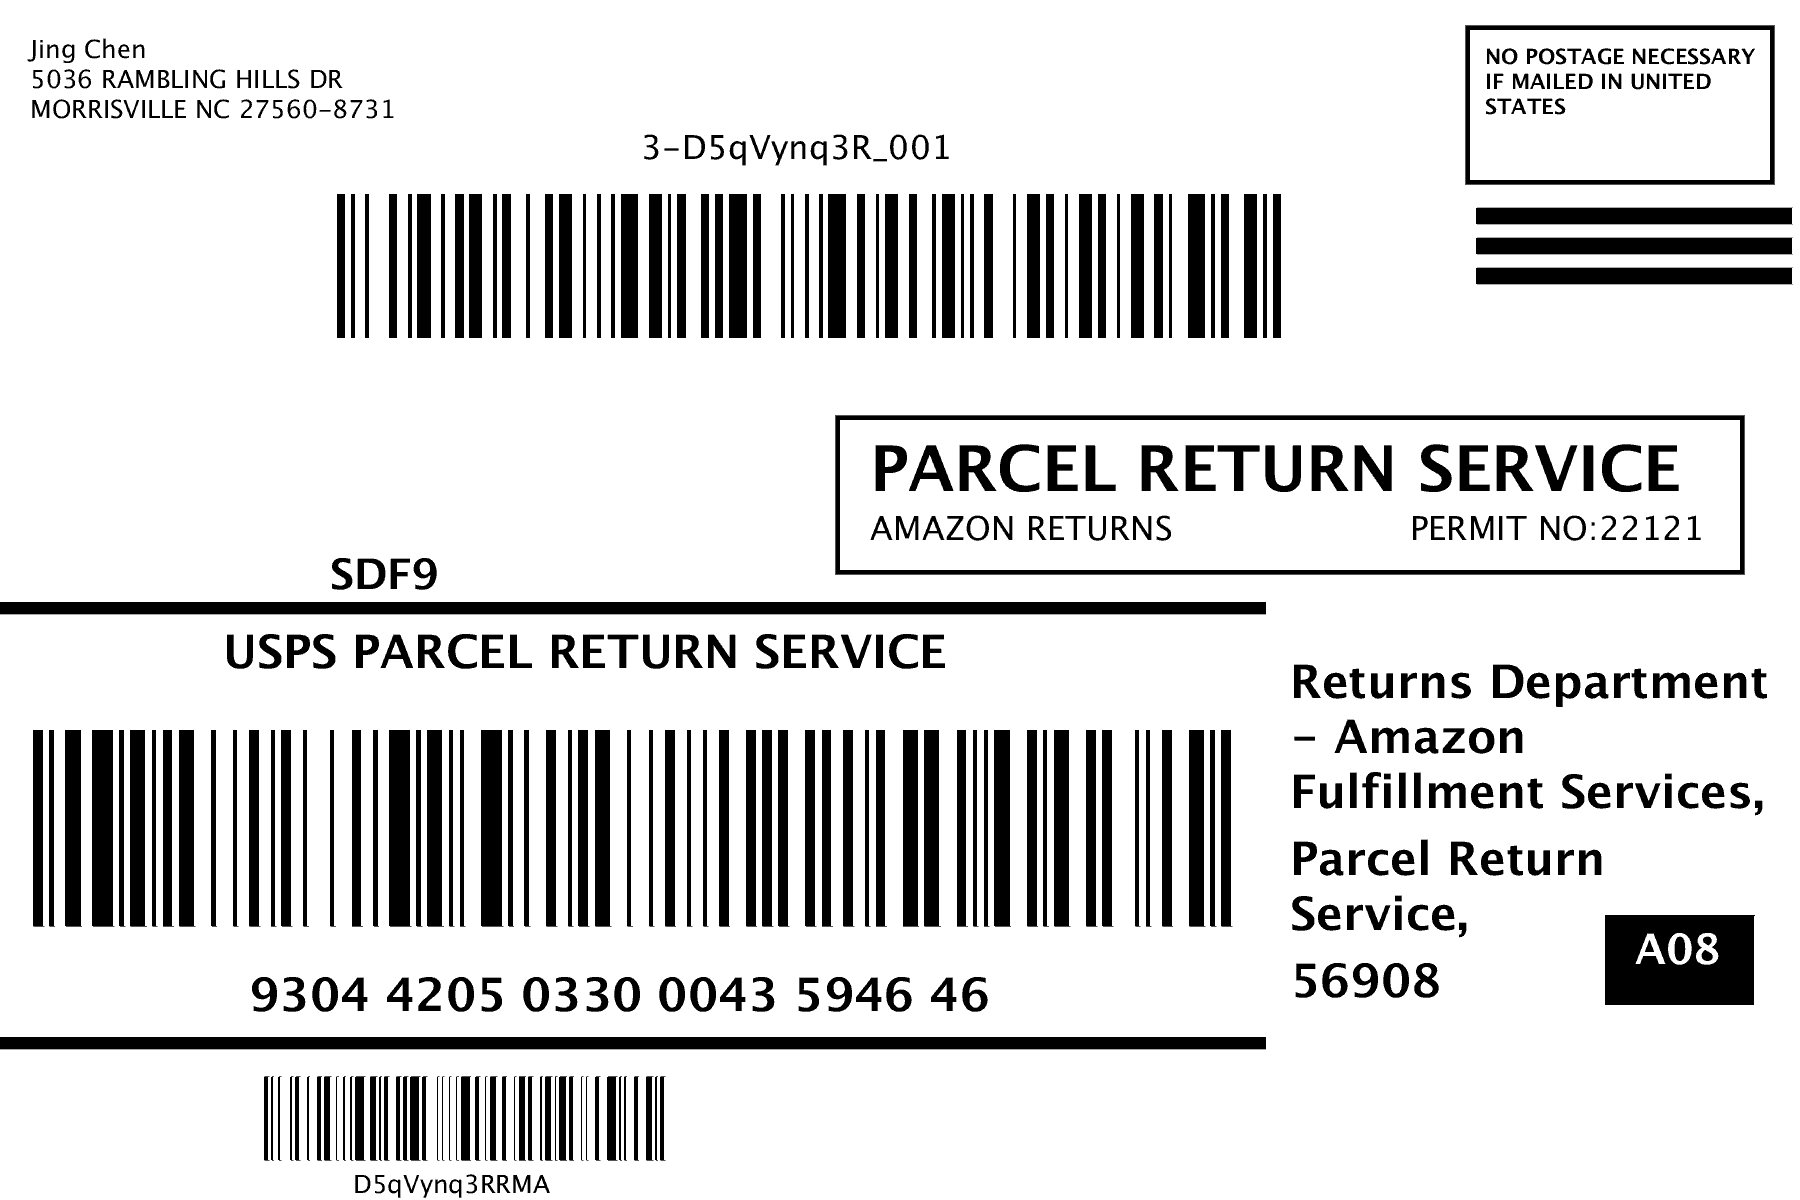 Jing Chen
5036 RAMBLING HILLS DR
MORRISVILLE NC 27560-8731
NO POSTAGE NECESSARY
IF MAILED IN UNITED
STATES
3-D5qVynq3R_001
PARCEL RETURN SERVICE
AMAZON RETURNS PERMIT NO:22121
SDF9
USPS PARCEL RETURN SERVICE
9304 4205 0330 0043 5946 46
Returns Department
- Amazon
Fulfillment Services,
Parcel Return
Service,
56908
A08
D5qVynq3RRMA